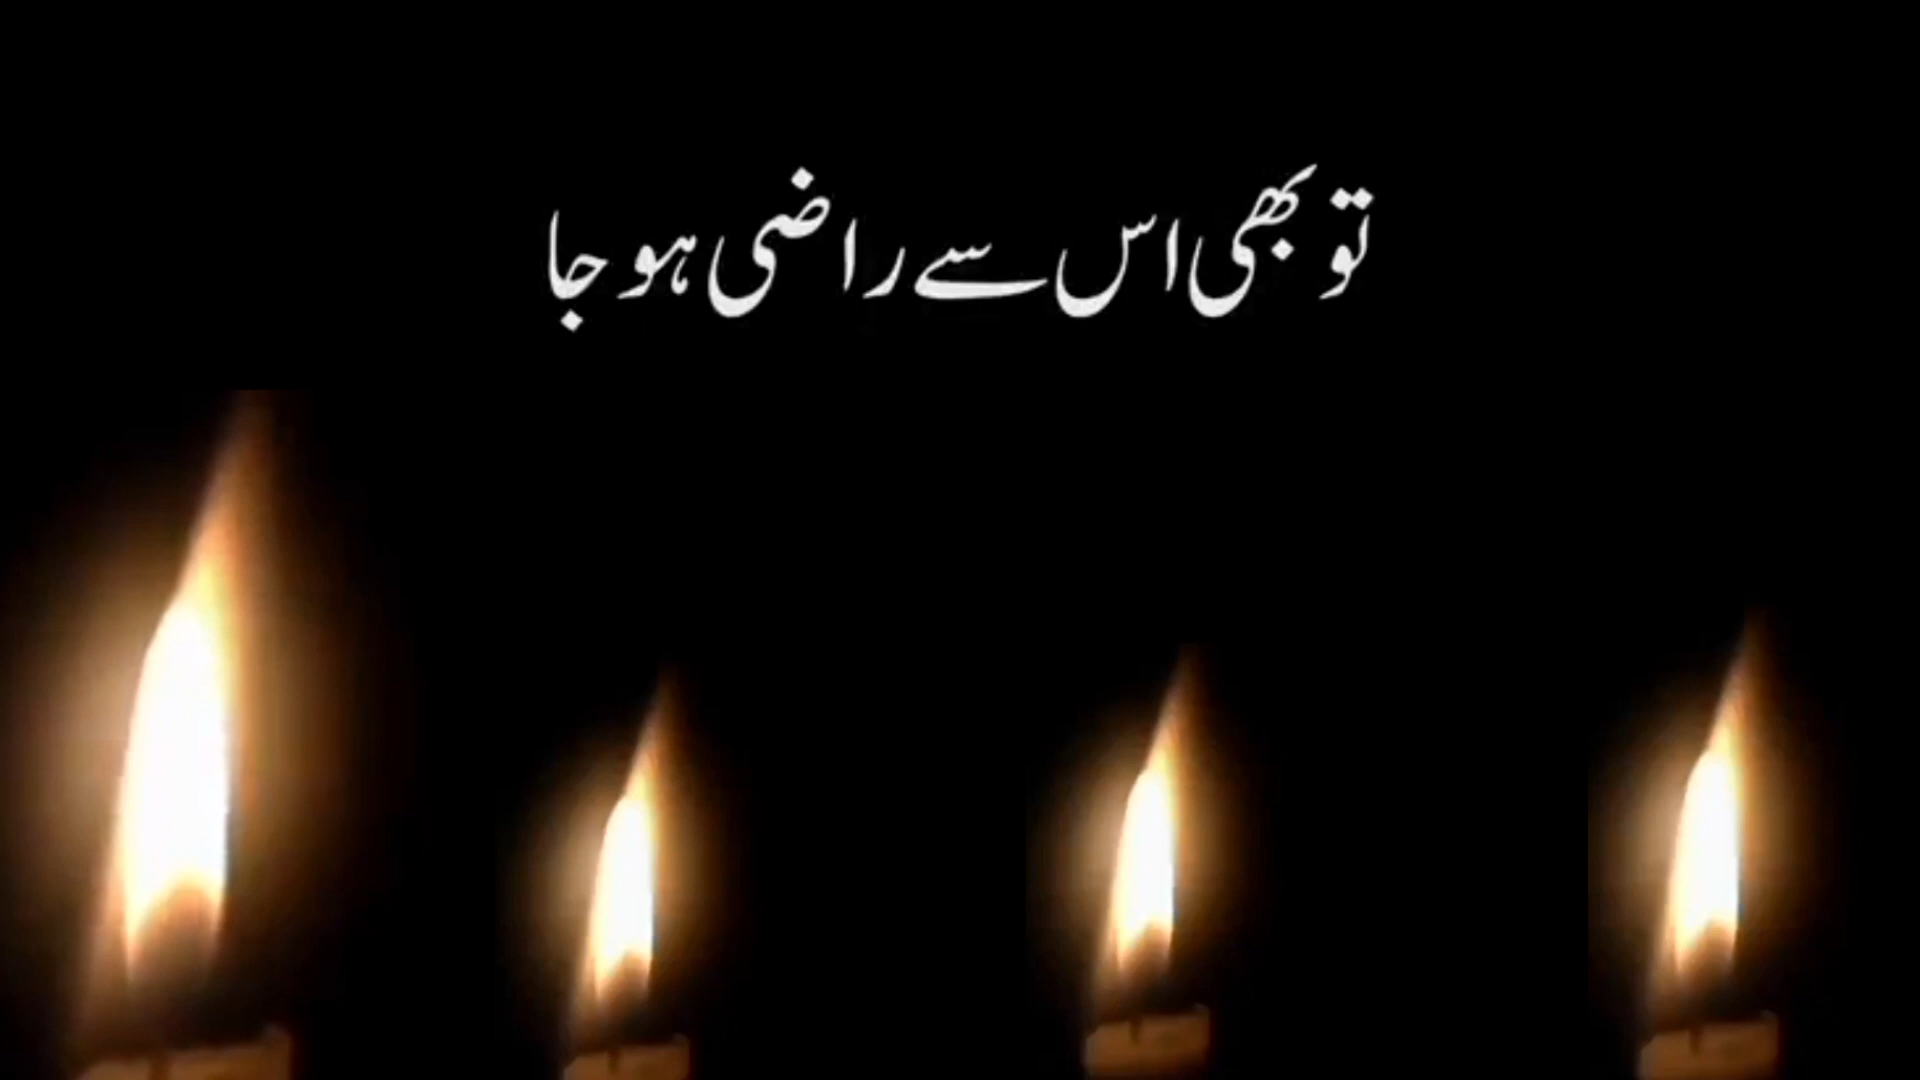 تو بھی اس سے راضی ہو جا